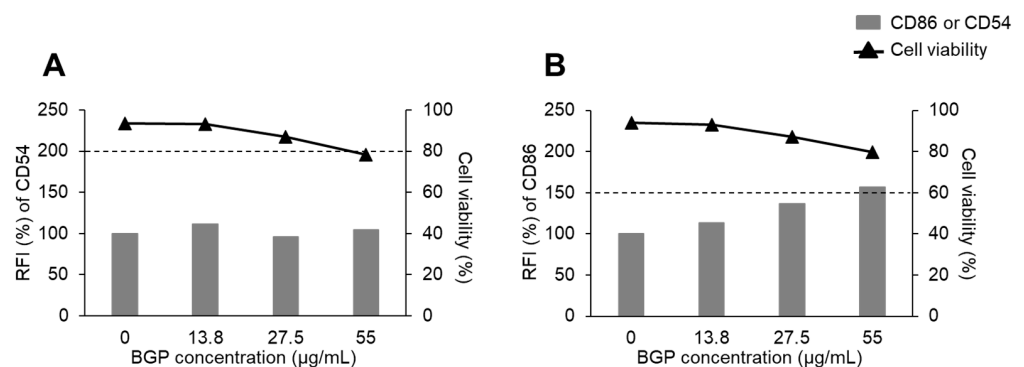 CD86 or CD54
Cell viability
A
250
200
150
100
50
0
RFI (%) of CD54
100
80
60
40
20
0
Cell viability (%)
0 13.8 27.5 55
BGP concentration (µg/mL)
B
250
200
150
100
50
0
RFI (%) of CD86
100
80
60
40
20
0
Cell viability (%)
0 13.8 27.5 55
BGP concentration (µg/mL)